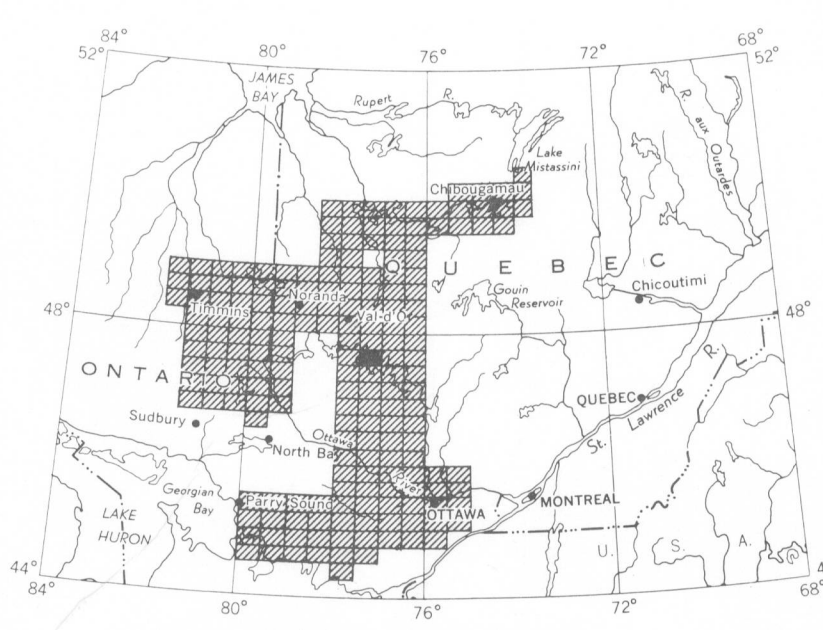 84°
80°
76°
72°
68°
52°
52°
JAMES
BAY
Rupert R.
R. aux Outardes
Lake
Mistassini
Chibougamau
QUEBEC
Gouin
Reservoir
Chicoutimi
Timmins
Noranda
Val-d'O
48°
48°
ONTARIO
QUEBEC
St. Lawrence R.
Sudbury
North Bay
Ottawa River
Georgian
Bay
Parry Sound
OTTAWA
MONTREAL
LAKE
HURON
U. S. A.
44°
4
84°
80°
76°
72°
68°